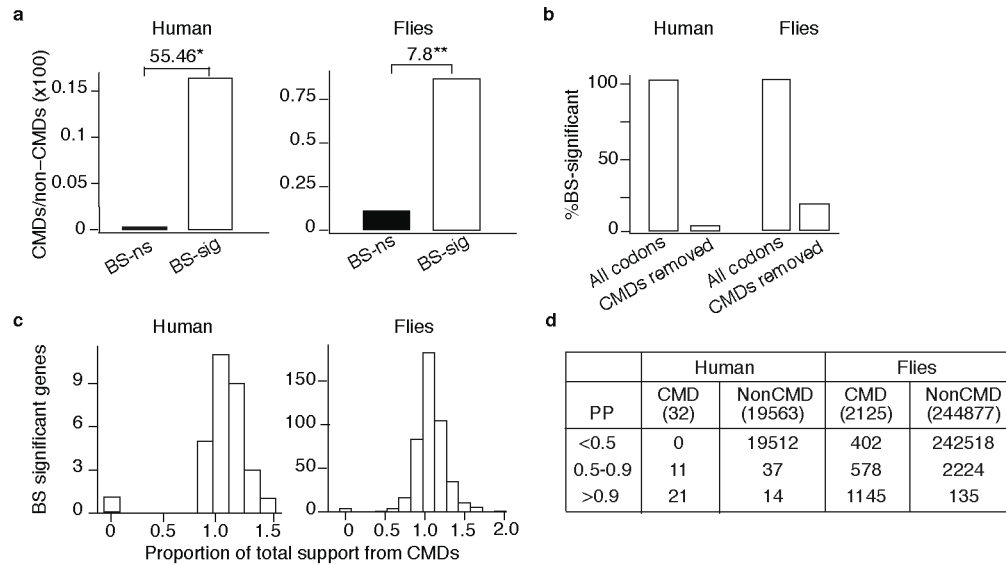 a
Human
Flies
55.46*
7.8**
CMDs/non−CMDs (x100)
0.15
0.1
0.05
0
0.75
0.5
0.25
0
BS-ns
BS-sig
BS-ns
BS-sig
b
Human
Flies
%BS-significant
100
50
100
0
All codons
CMDs removed
All codons
CMDs removed
c
Human
Flies
BS significant genes
9
6
3
0
150
100
50
0
0
1.0
1.5
0
0.5
1.0
1.5
2.0
Proportion of total support from CMDs
d
Human
Flies
PP
CMD (32)
NonCMD (19563)
CMD (2125)
NonCMD (244877)
<0.5 0 19512 402 242518
0.5-0.9 11 37 578 2224
>0.9 21 14 1145 135